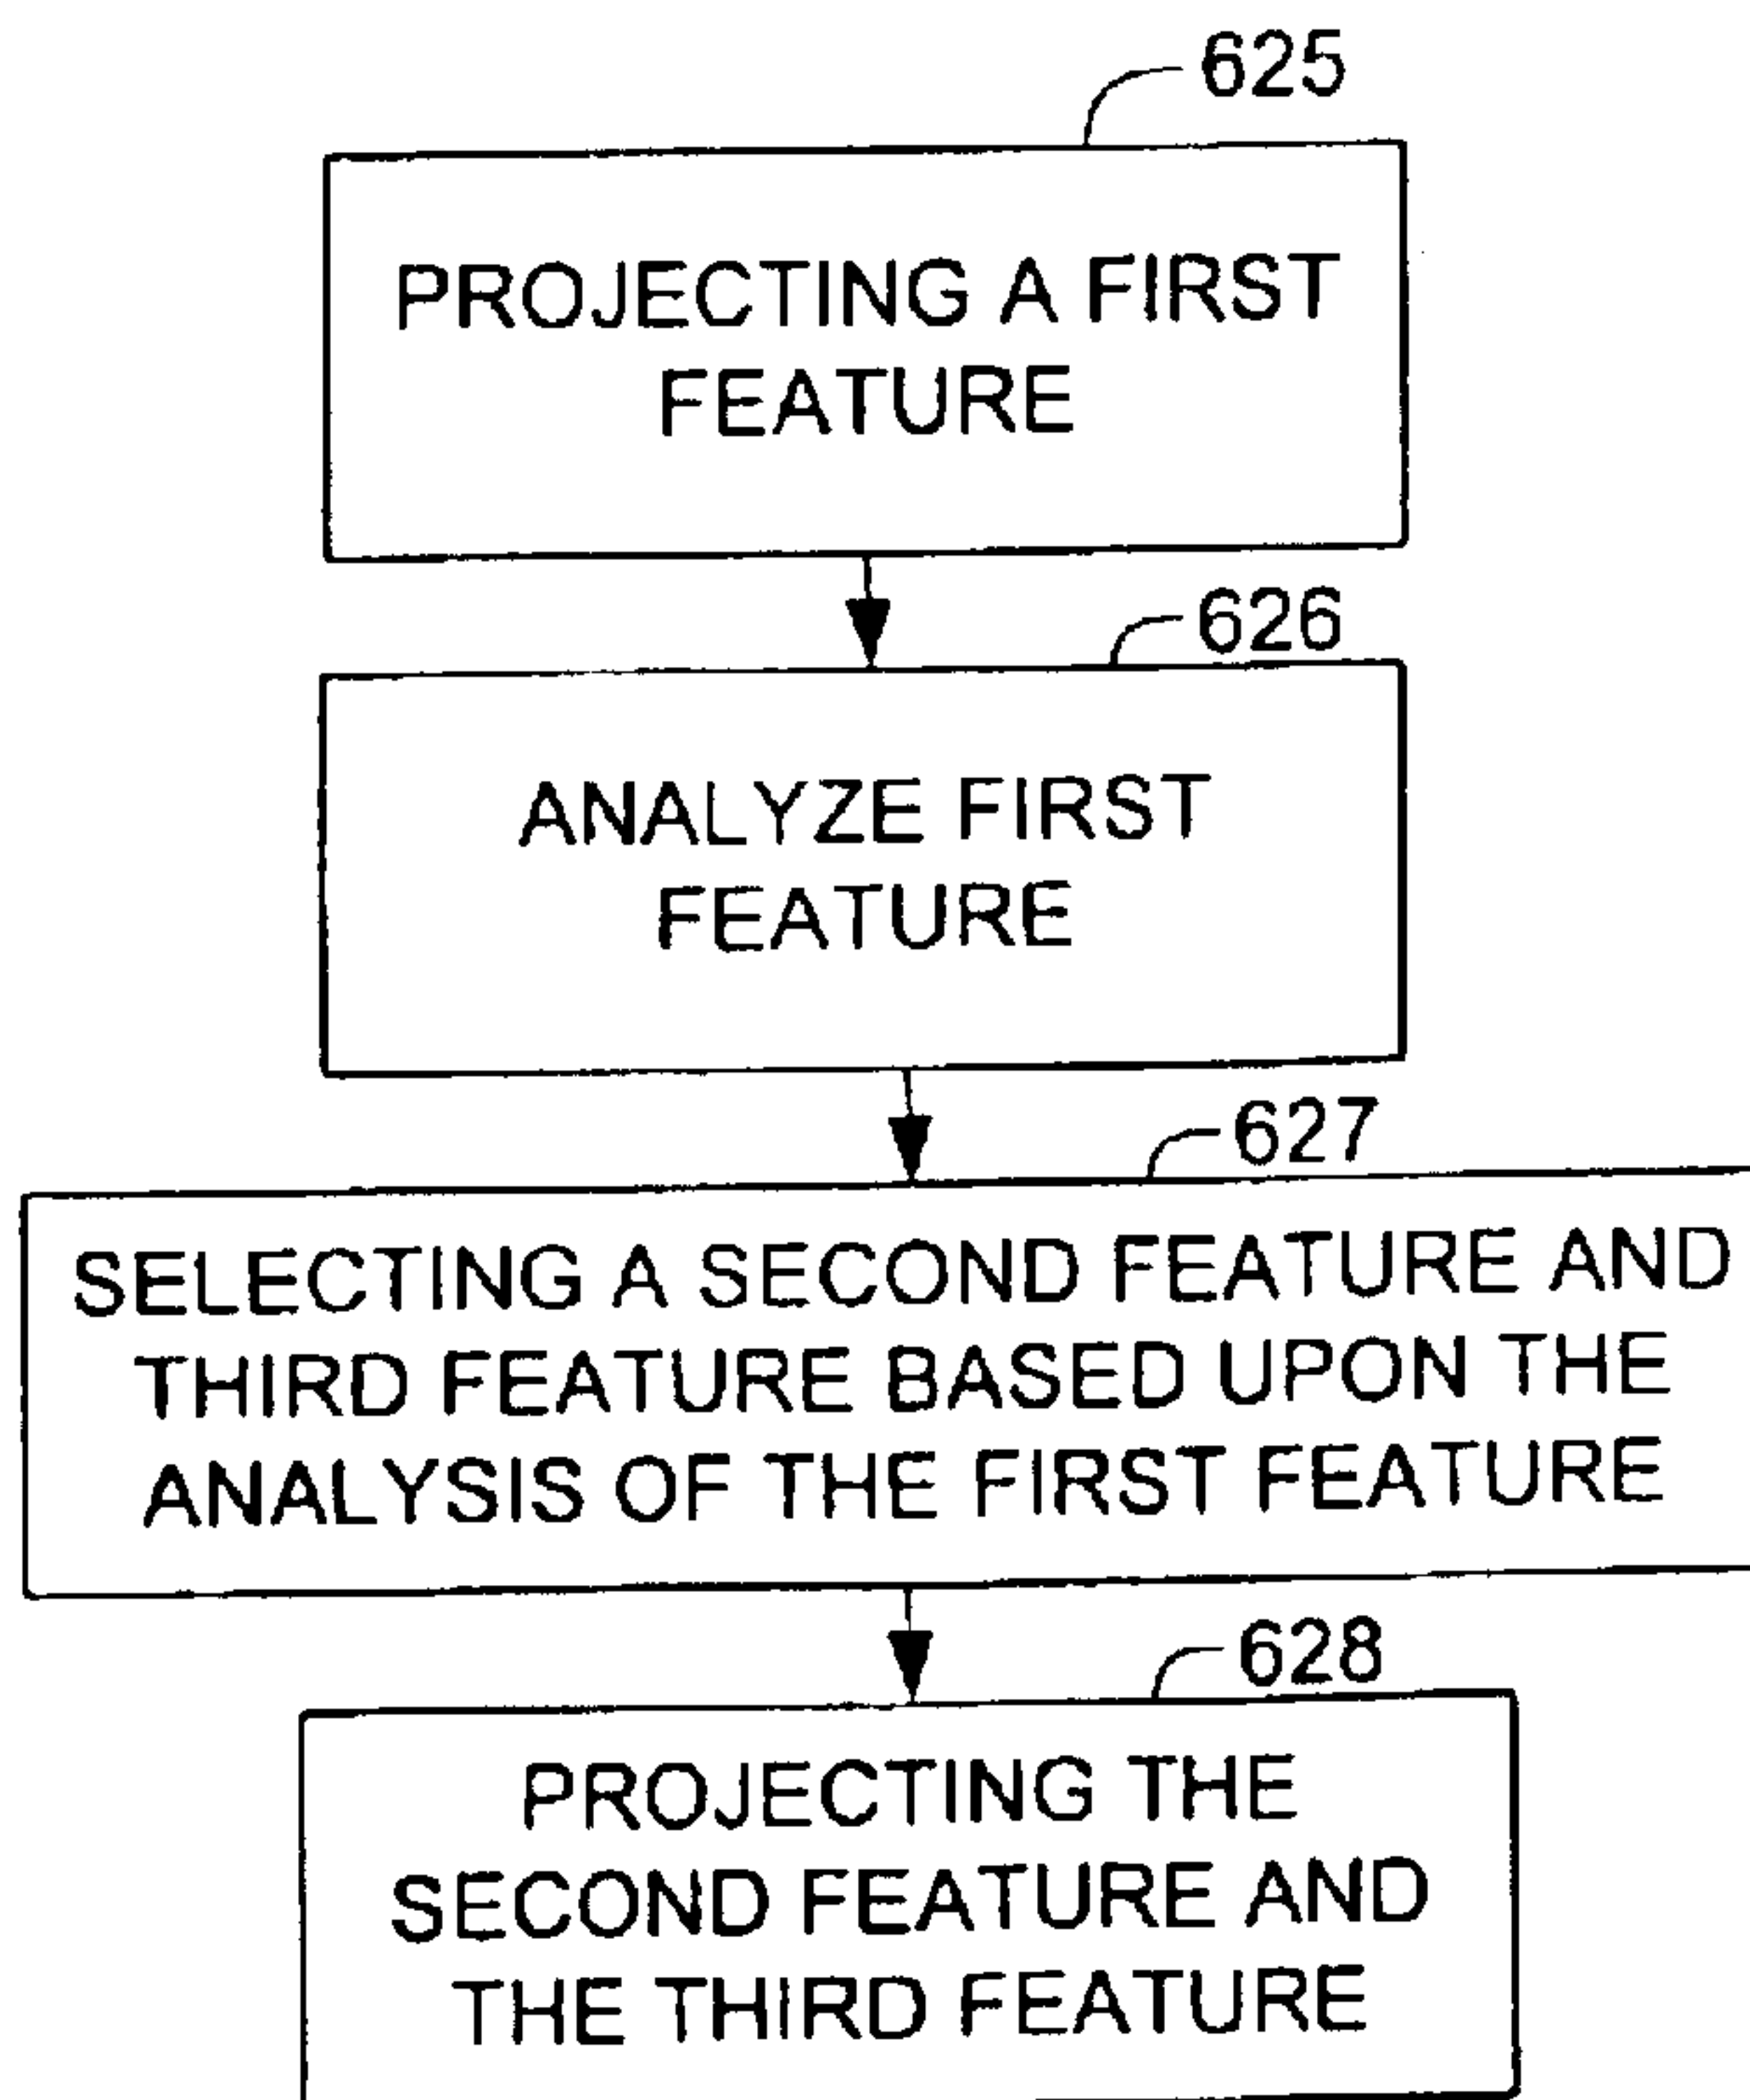 625
PROJECTING A FIRST
FEATURE
626
ANALYZE FIRST
FEATURE
627
SELECTING A SECOND FEATURE AND
THIRD FEATURE BASED UPON THE
ANALYSIS OF THE FIRST FEATURE
628
PROJECTING THE
SECOND FEATURE AND
THE THIRD FEATURE